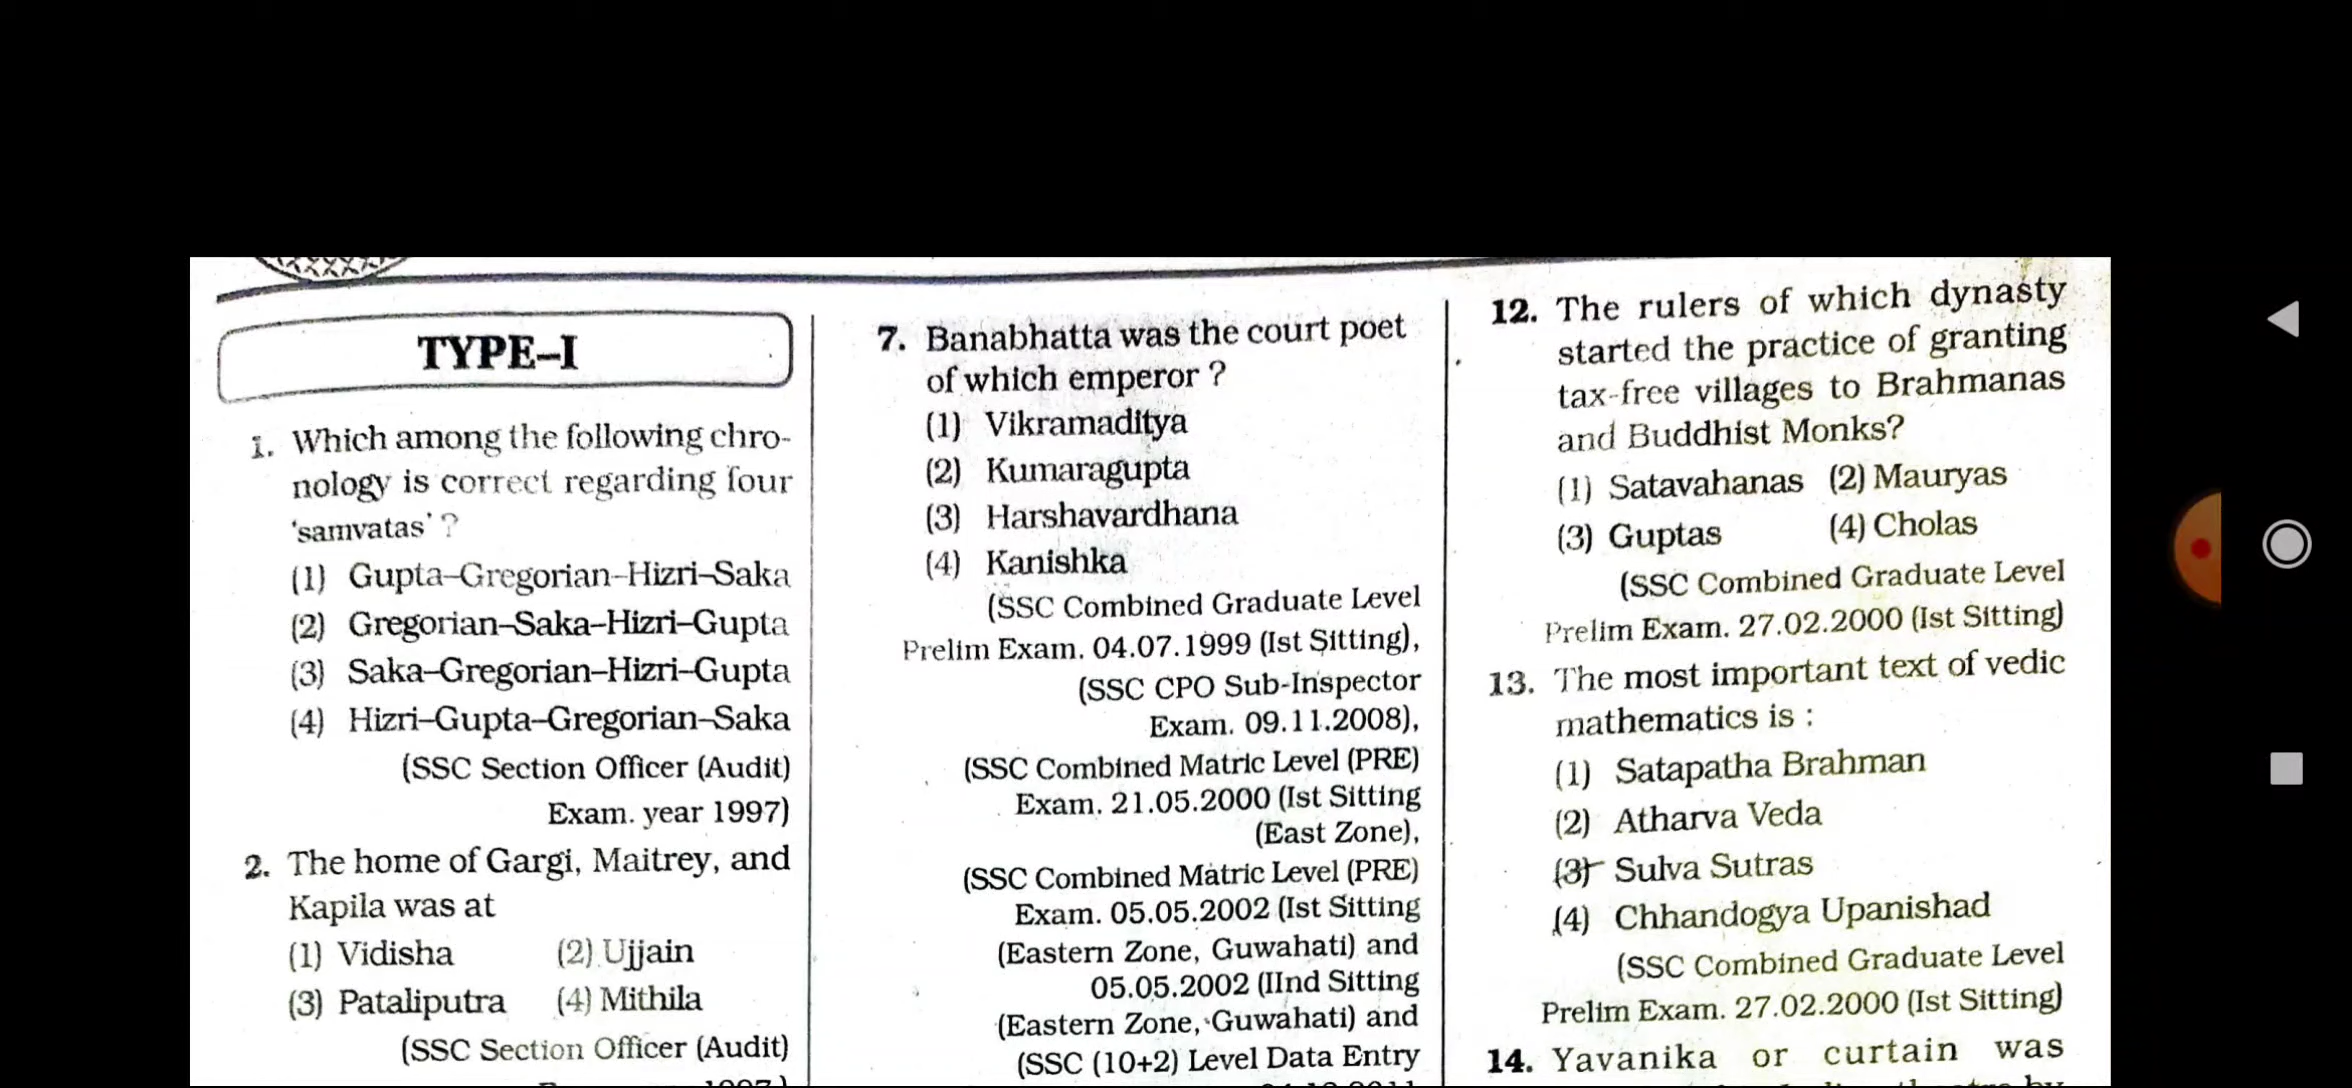 TYPE–I
1. Which among the following chro-
nology is correct regarding four
'samvatas' ?
(1) Gupta–Gregorian–Hizri–Saka
(2) Gregorian–Saka–Hizri–Gupta
(3) Saka–Gregorian–Hizri–Gupta
(4) Hizri–Gupta–Gregorian–Saka
(SSC Section Officer (Audit)
Exam. year 1997)
2. The home of Gargi, Maitrey, and
Kapila was at
(1) Vidisha (2) Ujjain
(3) Pataliputra (4) Mithila
(SSC Section Officer (Audit)
7. Banabhatta was the court poet
of which emperor ?
(1) Vikramaditya
(2) Kumaragupta
(3) Harshavardhana
(4) Kanishka
(SSC Combined Graduate Level
Prelim Exam. 04.07.1999 (Ist Sitting),
(SSC CPO Sub-Inspector
Exam. 09.11.2008),
(SSC Combined Matric Level (PRE)
Exam. 21.05.2000 (Ist Sitting
(East Zone),
(SSC Combined Matric Level (PRE)
Exam. 05.05.2002 (Ist Sitting
(Eastern Zone, Guwahati) and
05.05.2002 (IInd Sitting
(Eastern Zone, Guwahati) and
(SSC (10+2) Level Data Entry
12. The rulers of which dynasty
started the practice of granting
tax-free villages to Brahmanas
and Buddhist Monks?
(1) Satavahanas (2) Mauryas
(3) Guptas (4) Cholas
(SSC Combined Graduate Level
Prelim Exam. 27.02.2000 (Ist Sitting)
13. The most important text of vedic
mathematics is :
(1) Satapatha Brahman
(2) Atharva Veda
(3) Sulva Sutras
(4) Chhandogya Upanishad
(SSC Combined Graduate Level
Prelim Exam. 27.02.2000 (Ist Sitting)
14. Yavanika or curtain was